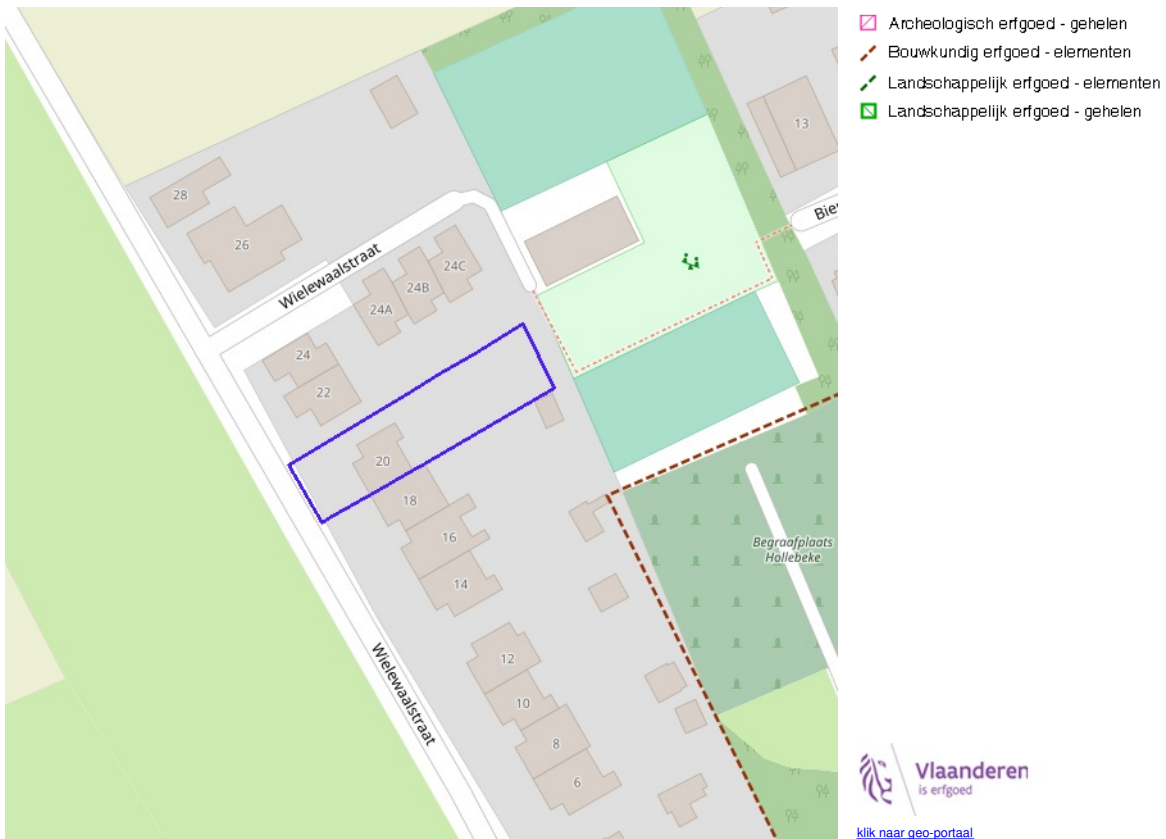 Archeologisch erfgoed - gehelen
Bouwkundig erfgoed - elementen
Landschappelijk erfgoed - elementen
Landschappelijk erfgoed - gehelen
13
28
26
Bier
Wielewaalstraat
24C
24B
24A
24
22
20
18
16
14
Begraafplaats
Hollebeke
12
10
8
6
Wielewaalstraat
Vlaanderen
is erfgoed
klik naar geo-portaal